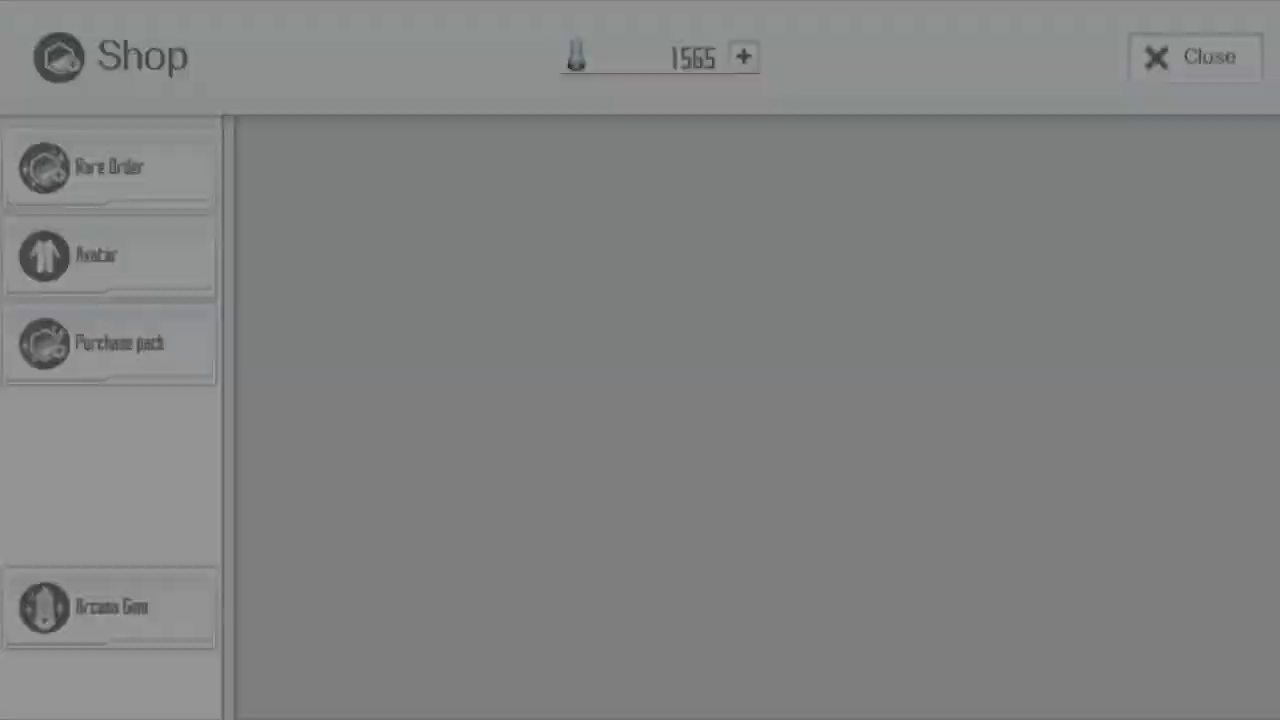 Shop
1565 +
Close
Rare Order
Avatar
Purchase pack
Arcana Gem